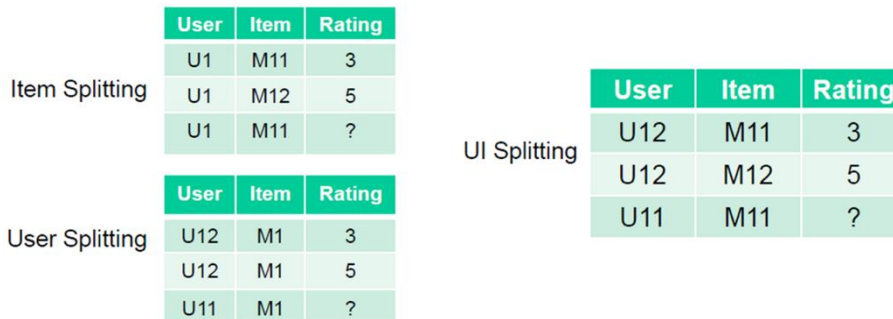 Item Splitting
User Item Rating
U1 M11 3
U1 M12 5
U1 M11 ?
User Splitting
User Item Rating
U12 M1 3
U12 M1 5
U11 M1 ?
UI Splitting
User Item Rating
U12 M11 3
U12 M12 5
U11 M11 ?